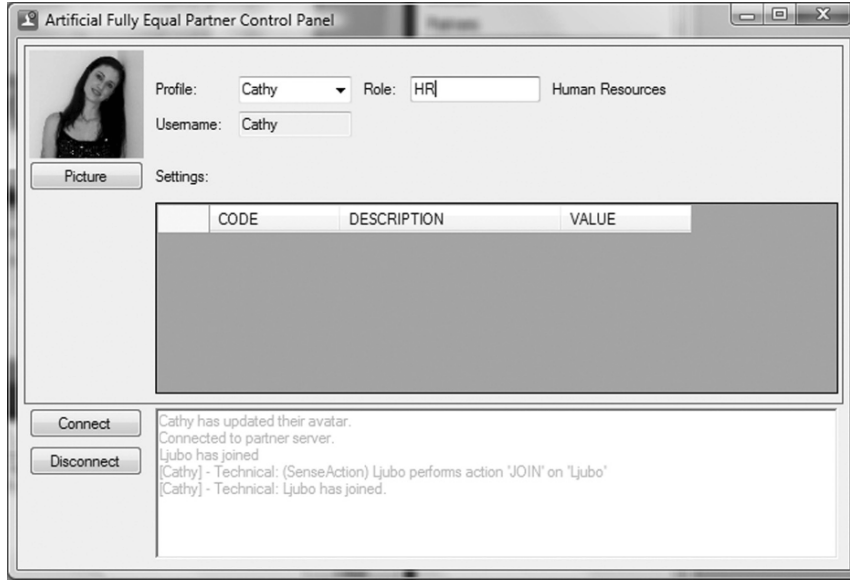 Artificial Fully Equal Partner Control Panel
Profile: Cathy Role: HR Human Resources
Username: Cathy
Picture Settings:
CODE DESCRIPTION VALUE
Connect
Disconnect
Cathy has updated their avatar.
Connected to partner server.
Ljubo has joined
[Cathy] - Technical: (SenseAction) Ljubo performs action 'JOIN' on 'Ljubo'
[Cathy] - Technical: Ljubo has joined.